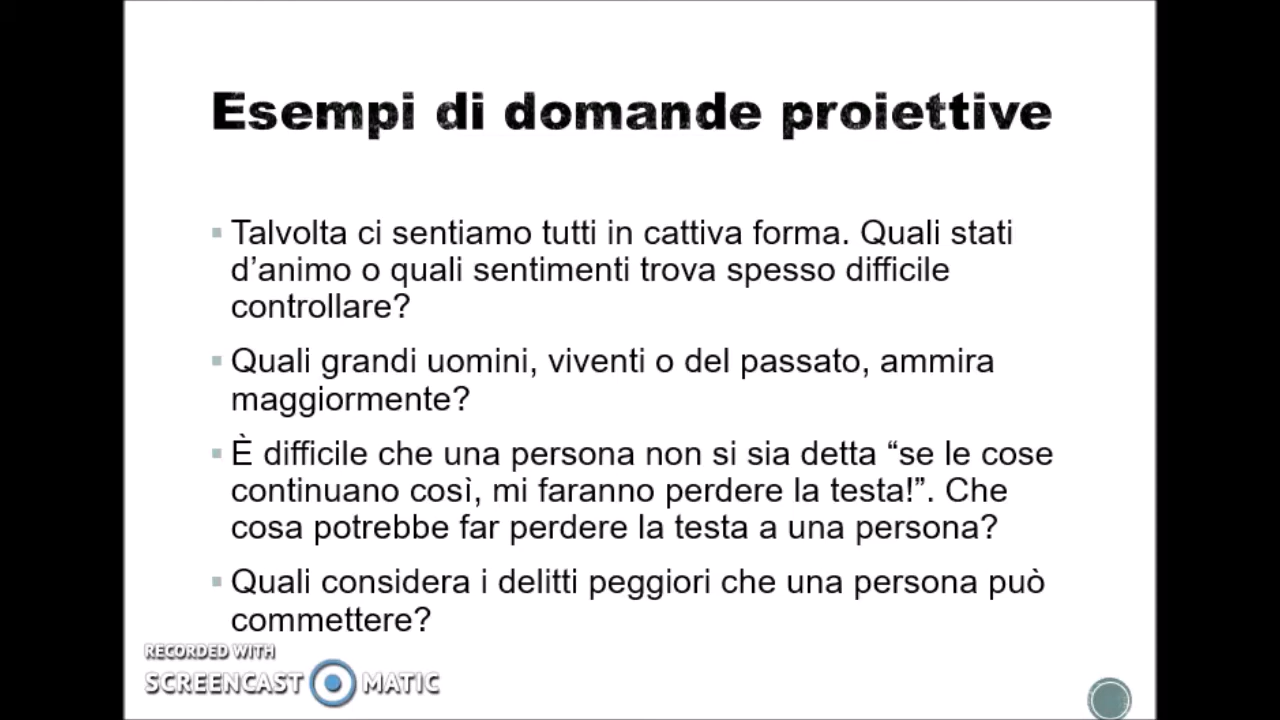 Esempi di domande proiettive
Talvolta ci sentiamo tutti in cattiva forma. Quali stati
d’animo o quali sentimenti trova spesso difficile
controllare?
Quali grandi uomini, viventi o del passato, ammira
maggiormente?
È difficile che una persona non si sia detta “se le cose
continuano così, mi faranno perdere la testa!”. Che
cosa potrebbe far perdere la testa a una persona?
Quali considera i delitti peggiori che una persona può
commettere?
RECORDED WITH
SCREENCAST MATIC